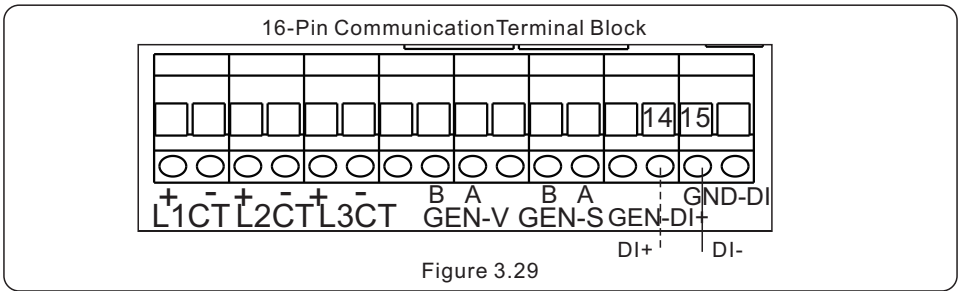 16-Pin CommunicationTerminal Block
14 15
+ - + - + - B A B A GND-DI
L1CT L2CT L3CT GEN-V GEN-S GEN-DI+
DI+ DI-
Figure 3.29